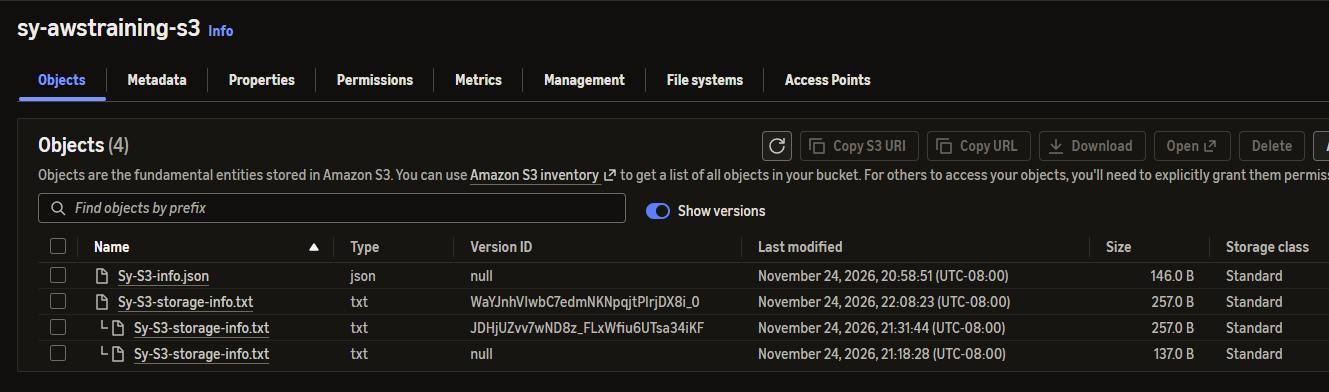 sy-awstraining-s3 Info
Objects Metadata Properties Permissions Metrics Management File systems Access Points
Objects (4) Copy S3 URI Copy URL Download Open Delete
Objects are the fundamental entities stored in Amazon S3. You can use Amazon S3 inventory to get a list of all objects in your bucket. For others to access your objects, you'll need to explicitly grant them
Find objects by prefix Show versions
Name Type Version ID Last modified Size Storage class
Sy-S3-info.json json null November 24, 2026, 20:58:51 (UTC-08:00) 146.0 B Standard
Sy-S3-storage-info.txt txt WaYJnhVlwbC7edmNKNpqjtPlrjDX8i_0 November 24, 2026, 22:08:23 (UTC-08:00) 257.0 B Standard
Sy-S3-storage-info.txt txt JDHjUZvv7wND8z_FLxWfiu6UTsa34iKF November 24, 2026, 21:31:44 (UTC-08:00) 257.0 B Standard
Sy-S3-storage-info.txt txt null November 24, 2026, 21:18:28 (UTC-08:00) 137.0 B Standard